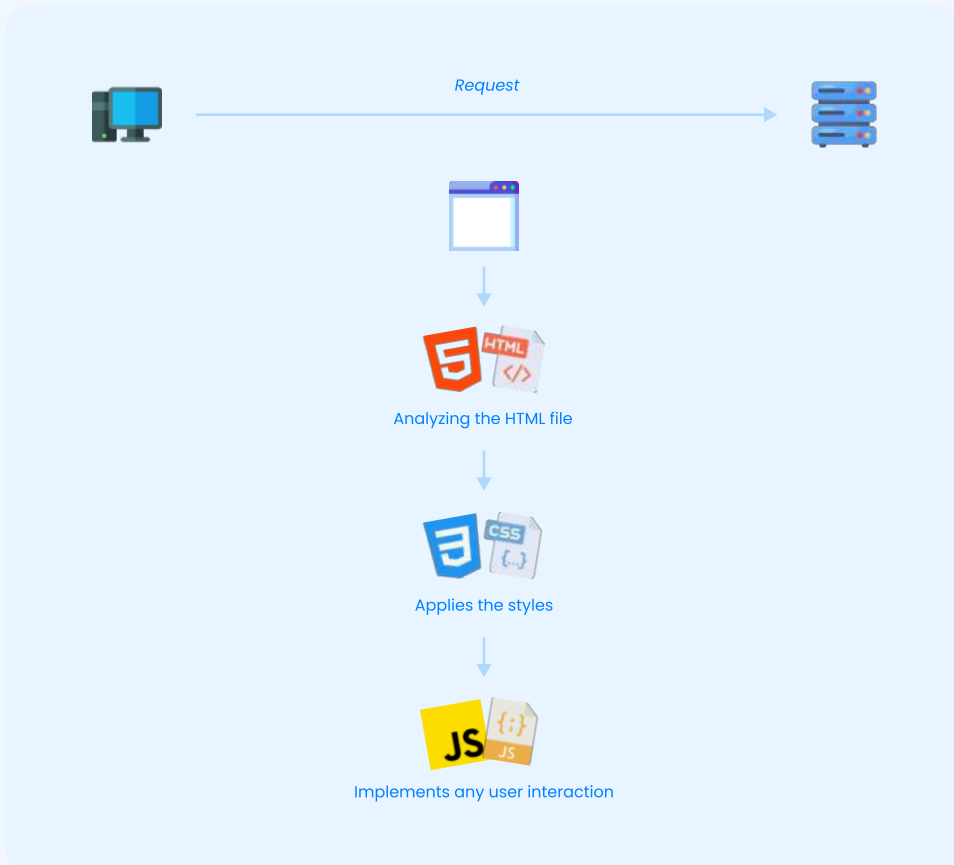 Request
HTML
</>
Analyzing the HTML file
CSS
{...}
Applies the styles
JS
{;}
JS
Implements any user interaction